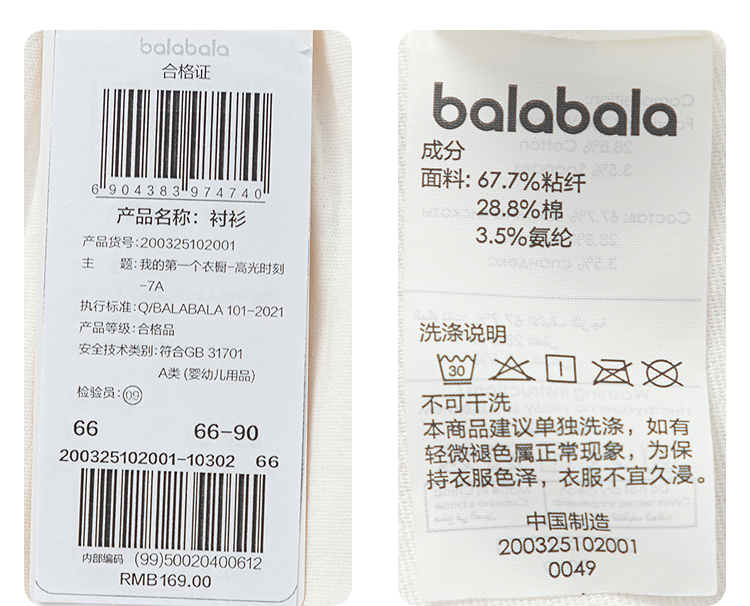 balabala
合格证
6 904383 974740
产品名称：衬衫
产品货号:200325102001
主　题:我的第一个衣橱-高光时刻
-7A
执行标准:Q/BALABALA 101-2021
产品等级:合格品
安全技术类别:符合GB 31701
A类 (婴幼儿用品)
检验员:09
66 66-90
200325102001-10302 66
内部编码 (99)50020400612
RMB169.00
balabala
成分
面料: 67.7%粘纤
28.8%棉
3.5%氨纶
洗涤说明
30
不可干洗
本商品建议单独洗涤，如有
轻微褪色属正常现象，为保
持衣服色泽，衣服不宜久浸。
中国制造
200325102001
0049